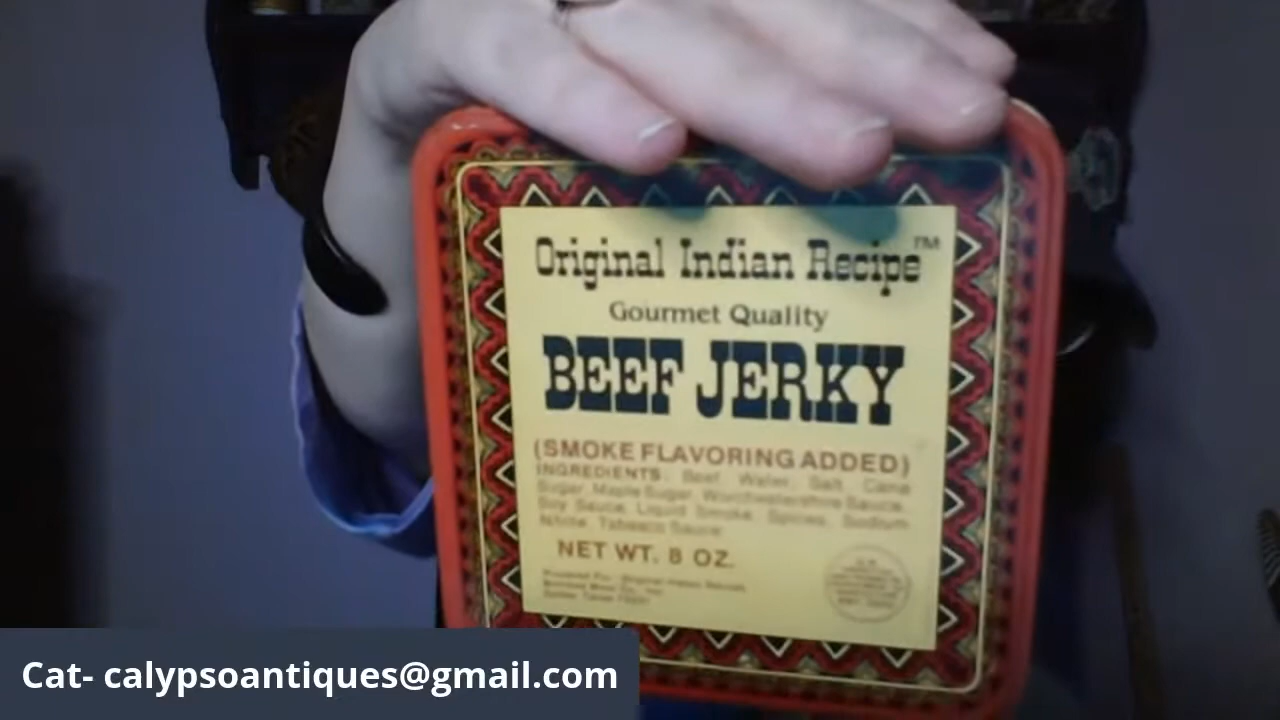 Original Indian Recipe™
Gourmet Quality
BEEF JERKY
(SMOKE FLAVORING ADDED)
INGREDIENTS: Beef, Water, Salt, Cane
Sugar, Maple Sugar, Worchestershire Sauce,
Soy Sauce, Liquid Smoke, Spices, Sodium
Nitrite, Tabasco Sauce
NET WT. 8 OZ.
Cat- calypsoantiques@gmail.com